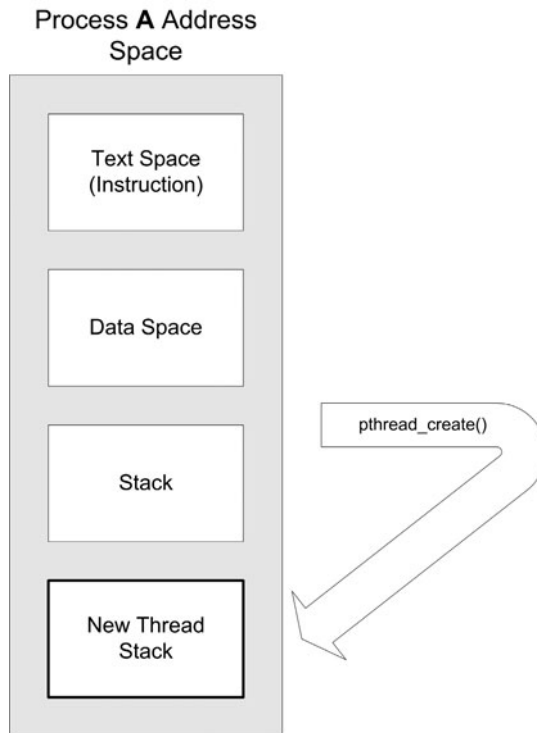 Process A Address
Space
Text Space
(Instruction)
Data Space
Stack
pthread_create()
New Thread
Stack